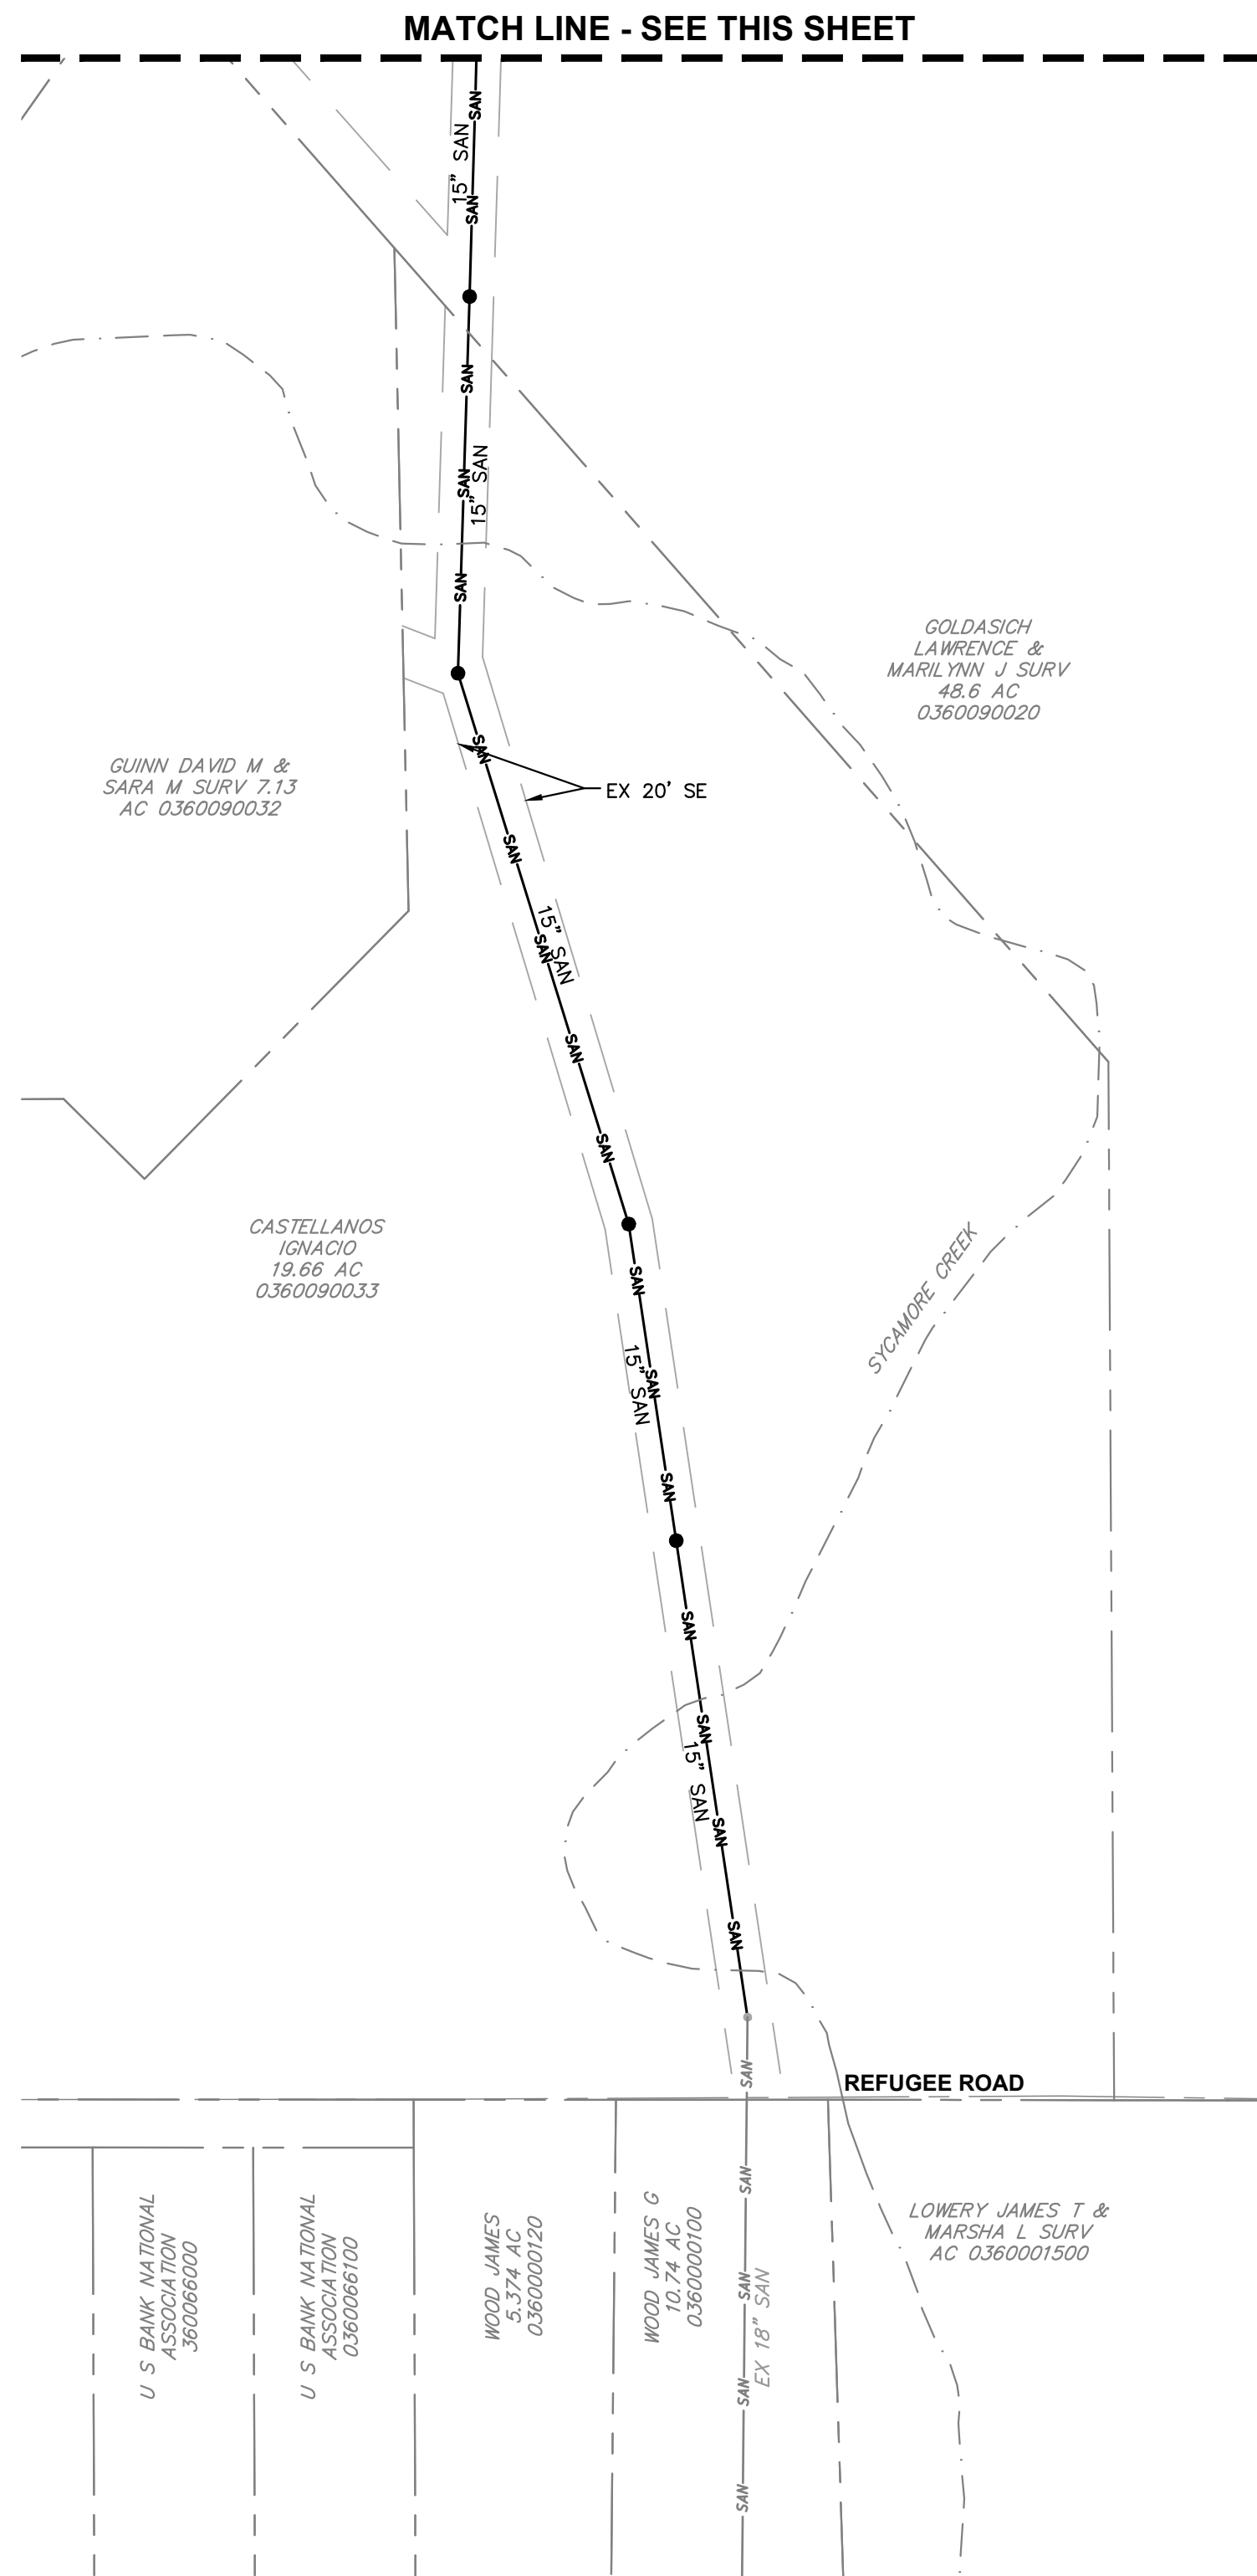 MATCH LINE - SEE THIS SHEET
SAN
15" SAN
SAN
SAN
15" SAN
SAN
SAN
GOLDASICH
LAWRENCE &
MARILYNN J SURV
48.6 AC
0360090020
SAN
GUINN DAVID M &
SARA M SURV 7.13
AC 0360090032
EX 20' SE
SAN
15" SAN
SAN
SAN
SAN
CASTELLANOS
IGNACIO
19.66 AC
0360090033
SYCAMORE CREEK
SAN
15" SAN
SAN
SAN
SAN
SAN
15" SAN
SAN
SAN
SAN
REFUGEE ROAD
SAN
U S BANK NATIONAL
ASSOCIATION
360066000
U S BANK NATIONAL
ASSOCIATION
0360066100
WOOD JAMES
5.374 AC
0360000120
WOOD JAMES G
10.74 AC
0360000100
LOWERY JAMES T &
MARSHA L SURV
AC 0360001500
SAN
EX 18" SAN
SAN
SAN